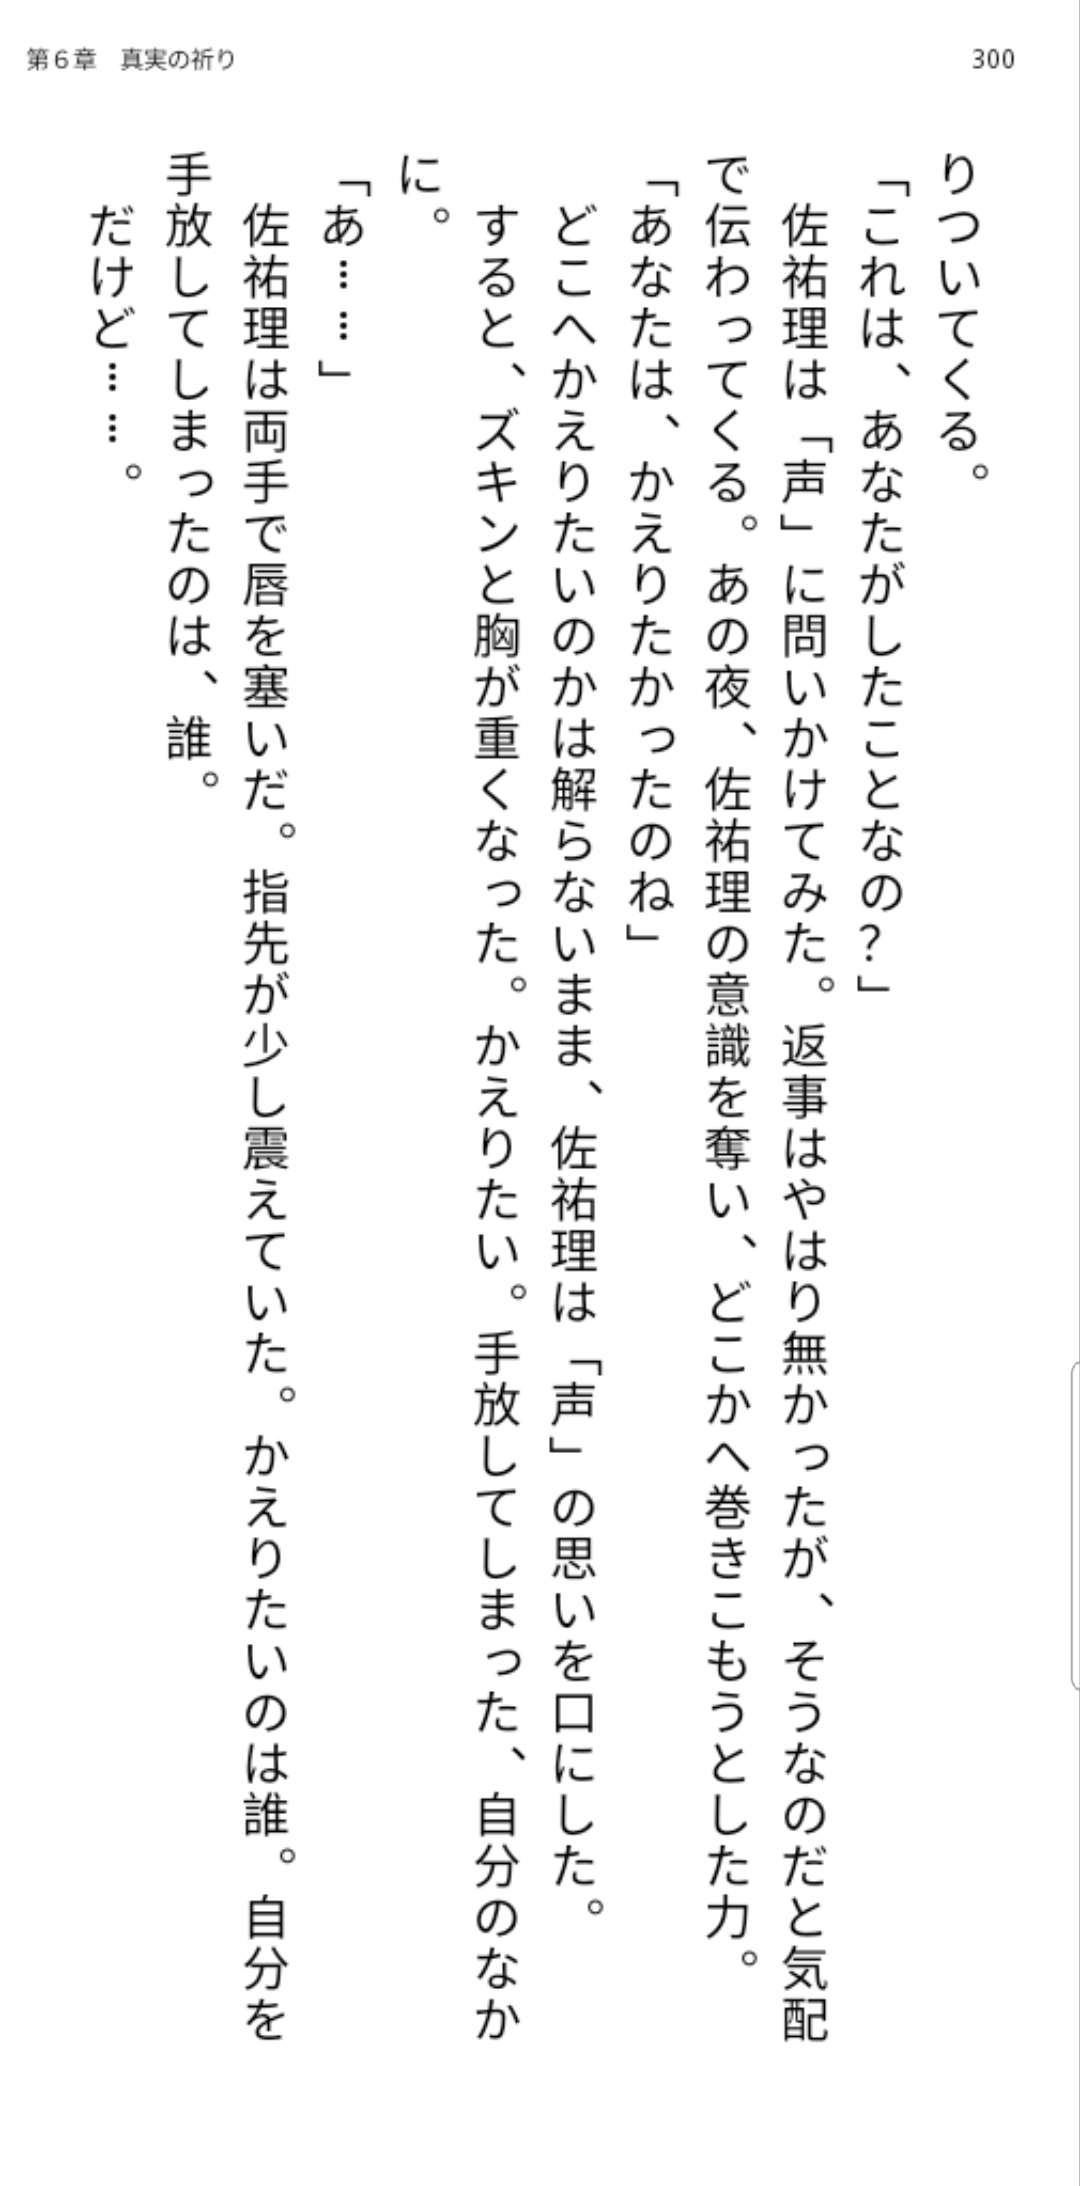 第6章　真実の祈り
300
りついてくる。
「これは、あなたがしたことなの？」
　佐祐理は「声」に問いかけてみた。返事はやはり無かったが、そうなのだと気配
で伝わってくる。あの夜、佐祐理の意識を奪い、どこかへ巻きこもうとした力。
「あなたは、かえりたかったのね」
　どこへかえりたいのかは解らないまま、佐祐理は「声」の思いを口にした。
　すると、ズキンと胸が重くなった。かえりたい。手放してしまった、自分のなか
に。
「あ……」
　佐祐理は両手で唇を塞いだ。指先が少し震えていた。かえりたいのは誰。自分を
手放してしまったのは、誰。
　だけど……。